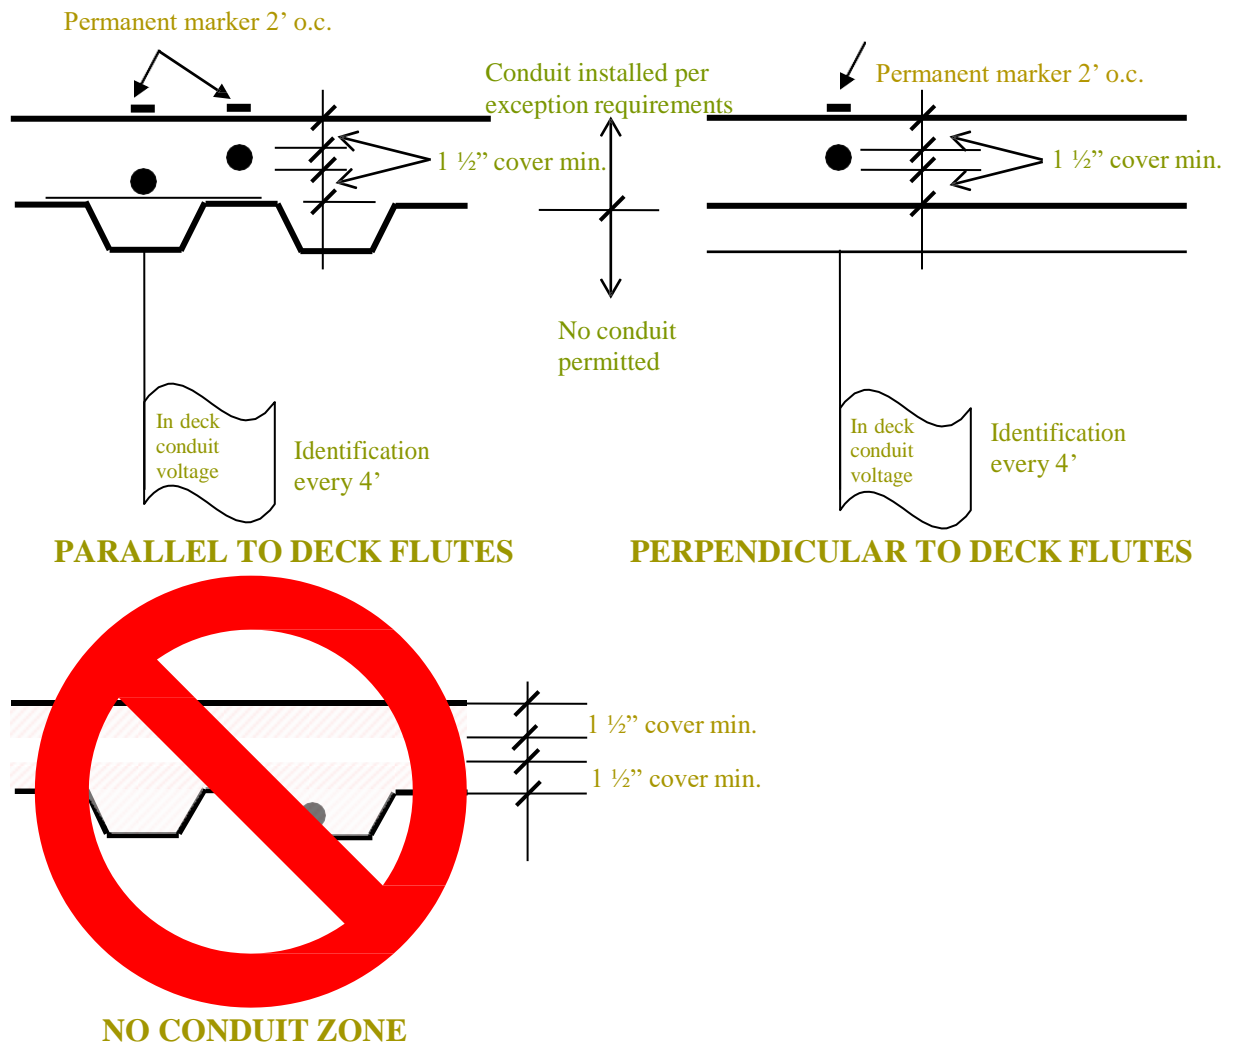 Permanent marker 2’ o.c.
Conduit installed per
exception requirements
Permanent marker 2’ o.c.
1 ½” cover min.
1 ½” cover min.
No conduit
permitted
In deck
conduit
voltage
Identification
every 4’
In deck
conduit
voltage
Identification
every 4’
PARALLEL TO DECK FLUTES
PERPENDICULAR TO DECK FLUTES
1 ½” cover min.
1 ½” cover min.
NO CONDUIT ZONE